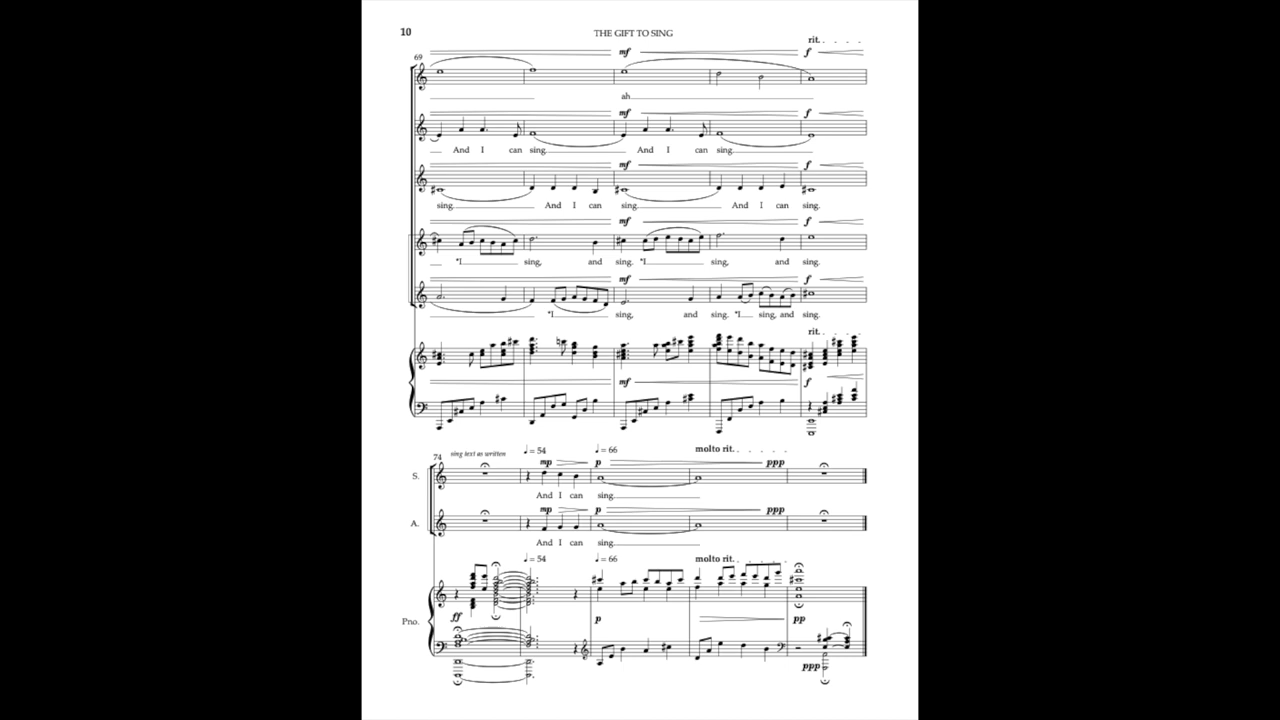 10 THE GIFT TO SING
rit.
69 mf f
ah
mf f
And I can sing. And I can sing.
mf f
sing. And I can sing. And I can sing.
mf f
*I sing, and sing. *I sing, and sing.
mf f
*I sing, and sing. *I sing, and sing.
rit.
mf f
74 sing text as written ♩= 54 ♩= 66 molto rit.
S. mp p ppp
And I can sing.
A. mp p ppp
And I can sing.
♩= 54 ♩= 66 molto rit.
Pno. ff p pp
ppp